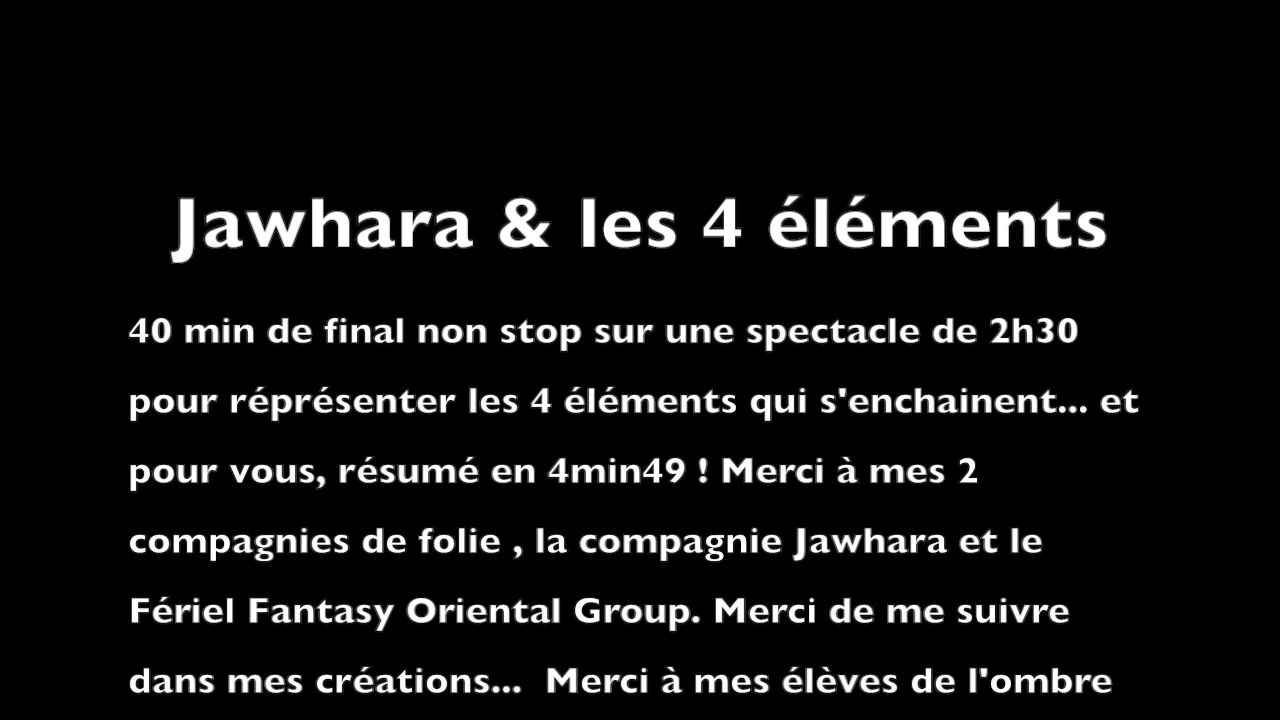 Jawhara & les 4 éléments
40 min de final non stop sur une spectacle de 2h30
pour réprésenter les 4 éléments qui s'enchainent... et
pour vous, résumé en 4min49 ! Merci à mes 2
compagnies de folie , la compagnie Jawhara et le
Fériel Fantasy Oriental Group. Merci de me suivre
dans mes créations...  Merci à mes élèves de l'ombre